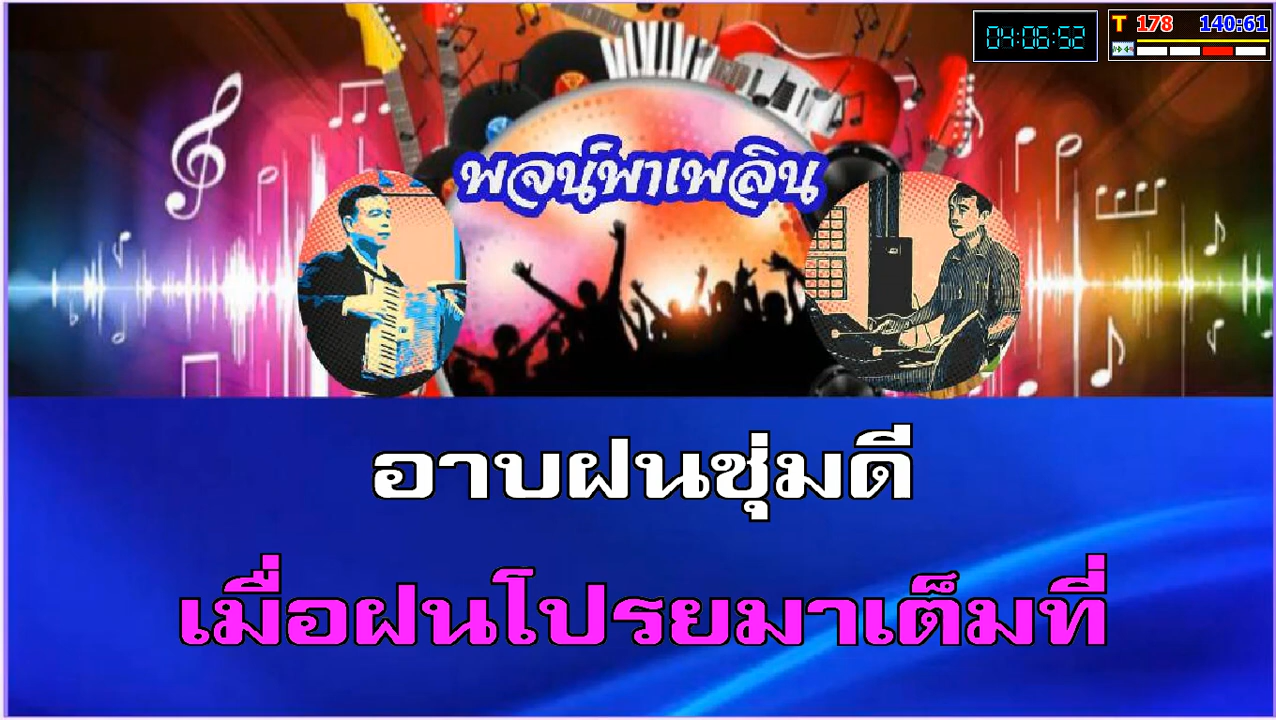 04:06:52
T 178 140:61
พจน์พาเพลิน
อาบฝนชุ่มดี
เมื่อฝนโปรยมาเต็มที่